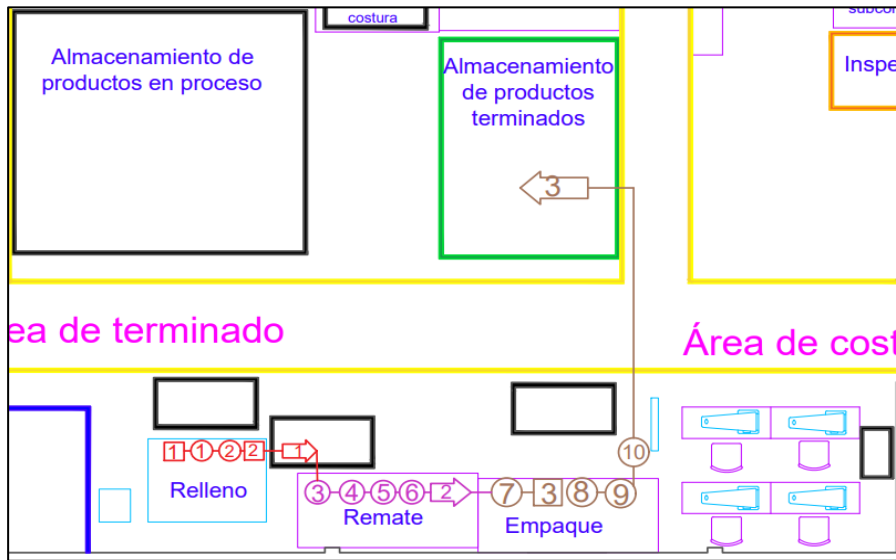 costura
subcon
Almacenamiento de
productos en proceso
Almacenamiento
de productos
terminados
Inspe
3
ea de terminado
Área de cost
1 1 2 2 1
10
Relleno
3 4 5 6 2 7 3 8 9
Remate
Empaque